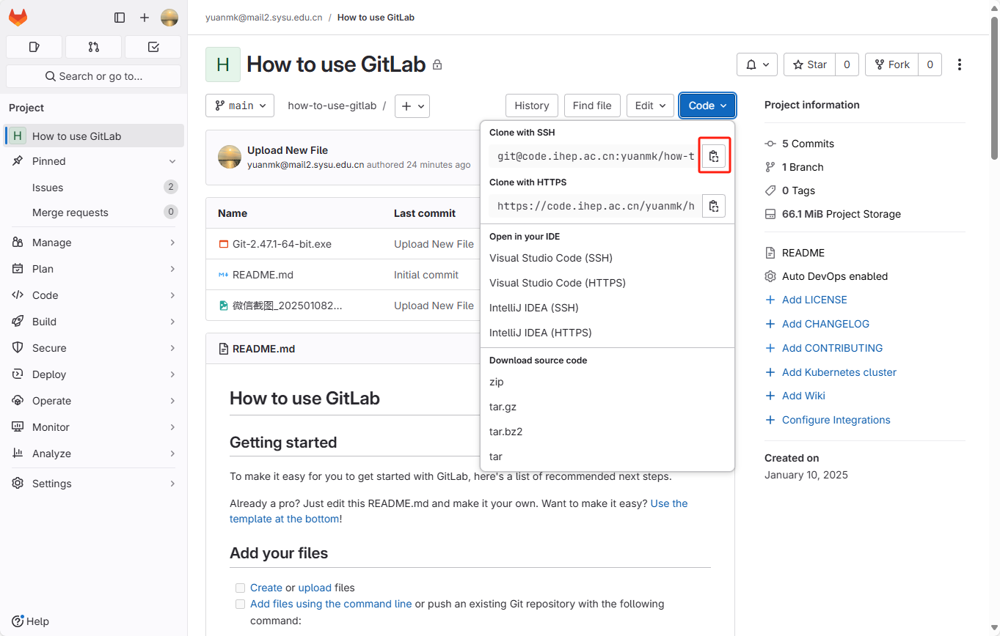 yuanmk@mail2.sysu.edu.cn / How to use GitLab
Search or go to...
Project
H How to use GitLab
Pinned
Issues 2
Merge requests 0
Manage
Plan
Code
Build
Secure
Deploy
Operate
Monitor
Analyze
Settings
Help
H How to use GitLab
Star 0
Fork 0
main
how-to-use-gitlab /
History
Find file
Edit
Code
Upload New File
yuanmk@mail2.sysu.edu.cn authored 24 minutes ago
Name Last commit
Git-2.47.1-64-bit.exe Upload New File
README.md Initial commit
微信截图_202501082... Upload New File
Clone with SSH
git@code.ihep.ac.cn:yuanmk/how-t
Clone with HTTPS
https://code.ihep.ac.cn/yuanmk/h
Open in your IDE
Visual Studio Code (SSH)
Visual Studio Code (HTTPS)
IntelliJ IDEA (SSH)
IntelliJ IDEA (HTTPS)
Download source code
zip
tar.gz
tar.bz2
tar
README.md
How to use GitLab
Getting started
To make it easy for you to get started with GitLab, here's a list of recommended next steps.
Already a pro? Just edit this README.md and make it your own. Want to make it easy? Use the
template at the bottom!
Add your files
Create or upload files
Add files using the command line or push an existing Git repository with the following
command:
Project information
5 Commits
1 Branch
0 Tags
66.1 MiB Project Storage
README
Auto DevOps enabled
Add LICENSE
Add CHANGELOG
Add CONTRIBUTING
Add Kubernetes cluster
Add Wiki
Configure Integrations
Created on
January 10, 2025